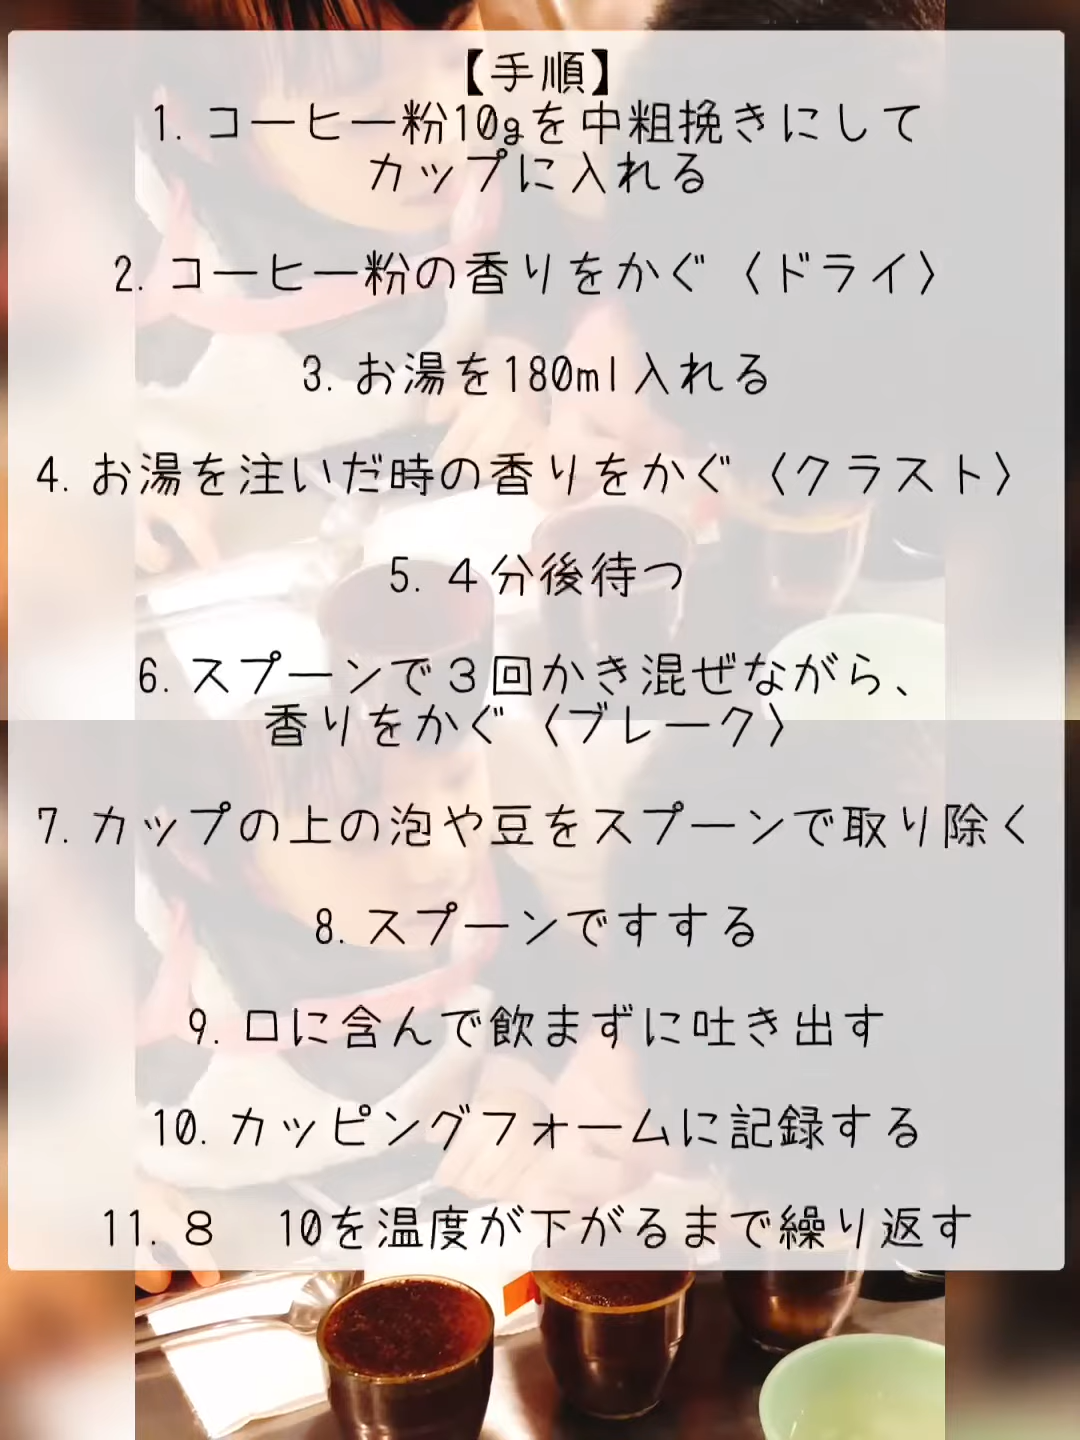 【手順】
1. コーヒー粉10gを中粗挽きにして
カップに入れる
2. コーヒー粉の香りをかぐ〈ドライ〉
3. お湯を180ml入れる
4. お湯を注いだ時の香りをかぐ〈クラスト〉
5. ４分後待つ
6. スプーンで３回かき混ぜながら、
香りをかぐ〈ブレーク〉
7. カップの上の泡や豆をスプーンで取り除く
8. スプーンですする
9. 口に含んで飲まずに吐き出す
10. カッピングフォームに記録する
11. ８　10を温度が下がるまで繰り返す